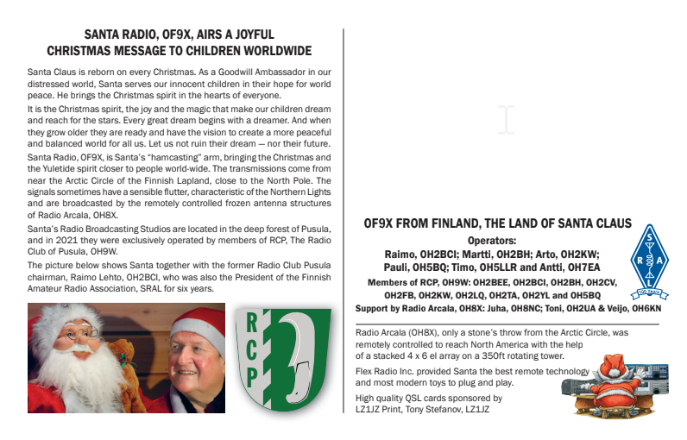 SANTA RADIO, OF9X, AIRS A JOYFUL
CHRISTMAS MESSAGE TO CHILDREN WORLDWIDE
Santa Claus is reborn on every Christmas. As a Goodwill Ambassador in our
distressed world, Santa serves our innocent children in their hope for world
peace. He brings the Christmas spirit in the hearts of everyone.
It is the Christmas spirit, the joy and the magic that make our children dream
and reach for the stars. Every great dream begins with a dreamer. And when
they grow older they are ready and have the vision to create a more peaceful
and balanced world for all us. Let us not ruin their dream — nor their future.
Santa Radio, OF9X, is Santa's “hamcasting” arm, bringing the Christmas and
the Yuletide spirit closer to people world-wide. The transmissions come from
near the Arctic Circle of the Finnish Lapland, close to the North Pole. The
signals sometimes have a sensible flutter, characteristic of the Northern Lights
and are broadcasted by the remotely controlled frozen antenna structures
of Radio Arcala, OH8X.
Santa's Radio Broadcasting Studios are located in the deep forest of Pusula,
and in 2021 they were exclusively operated by members of RCP, The Radio
Club of Pusula, OH9W.
The picture below shows Santa together with the former Radio Club Pusula
chairman, Raimo Lehto, OH2BCI, who was also the President of the Finnish
Amateur Radio Association, SRAL for six years.
R
C
P
OF9X FROM FINLAND, THE LAND OF SANTA CLAUS
Operators:
Raimo, OH2BCI; Martti, OH2BH; Arto, OH2KW;
Pauli, OH5BQ; Timo, OH5LLR and Antti, OH7EA
Members of RCP, OH9W: OH2BEE, OH2BCI, OH2BH, OH2CV,
OH2FB, OH2KW, OH2LQ, OH2TA, OH2YL and OH5BQ
Support by Radio Arcala, OH8X: Juha, OH8NC; Toni, OH2UA & Veijo, OH6KN
S
R A
L
Radio Arcala (OH8X), only a stone's throw from the Arctic Circle, was
remotely controlled to reach North America with the help
of a stacked 4 x 6 el array on a 350ft rotating tower.
Flex Radio Inc. provided Santa the best remote technology
and most modern toys to plug and play.
High quality QSL cards sponsored by
LZ1JZ Print, Tony Stefanov, LZ1JZ